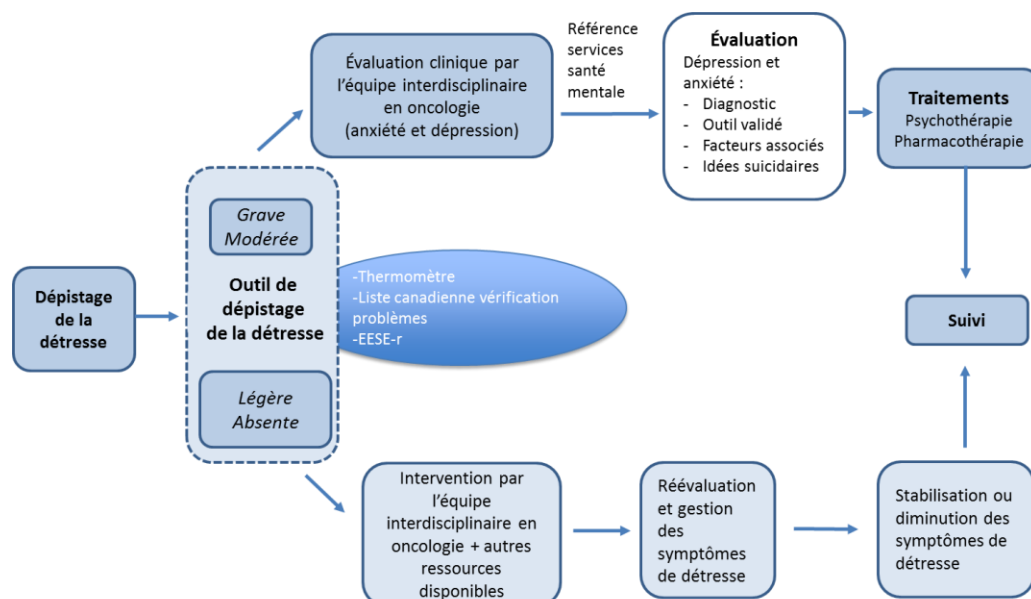 Dépistage
de la
détresse
Grave
Modérée
Outil de
dépistage
de la détresse
Légère
Absente
-Thermomètre
-Liste canadienne vérification
problèmes
-EESE-r
Évaluation clinique par
l’équipe interdisciplinaire
en oncologie
(anxiété et dépression)
Référence
services
santé
mentale
Évaluation
Dépression et
anxiété :
- Diagnostic
- Outil validé
- Facteurs associés
- Idées suicidaires
Traitements
Psychothérapie
Pharmacothérapie
Suivi
Intervention par
l’équipe
interdisciplinaire en
oncologie + autres
ressources
disponibles
Réévaluation
et gestion
des
symptômes
de détresse
Stabilisation ou
diminution des
symptômes de
détresse